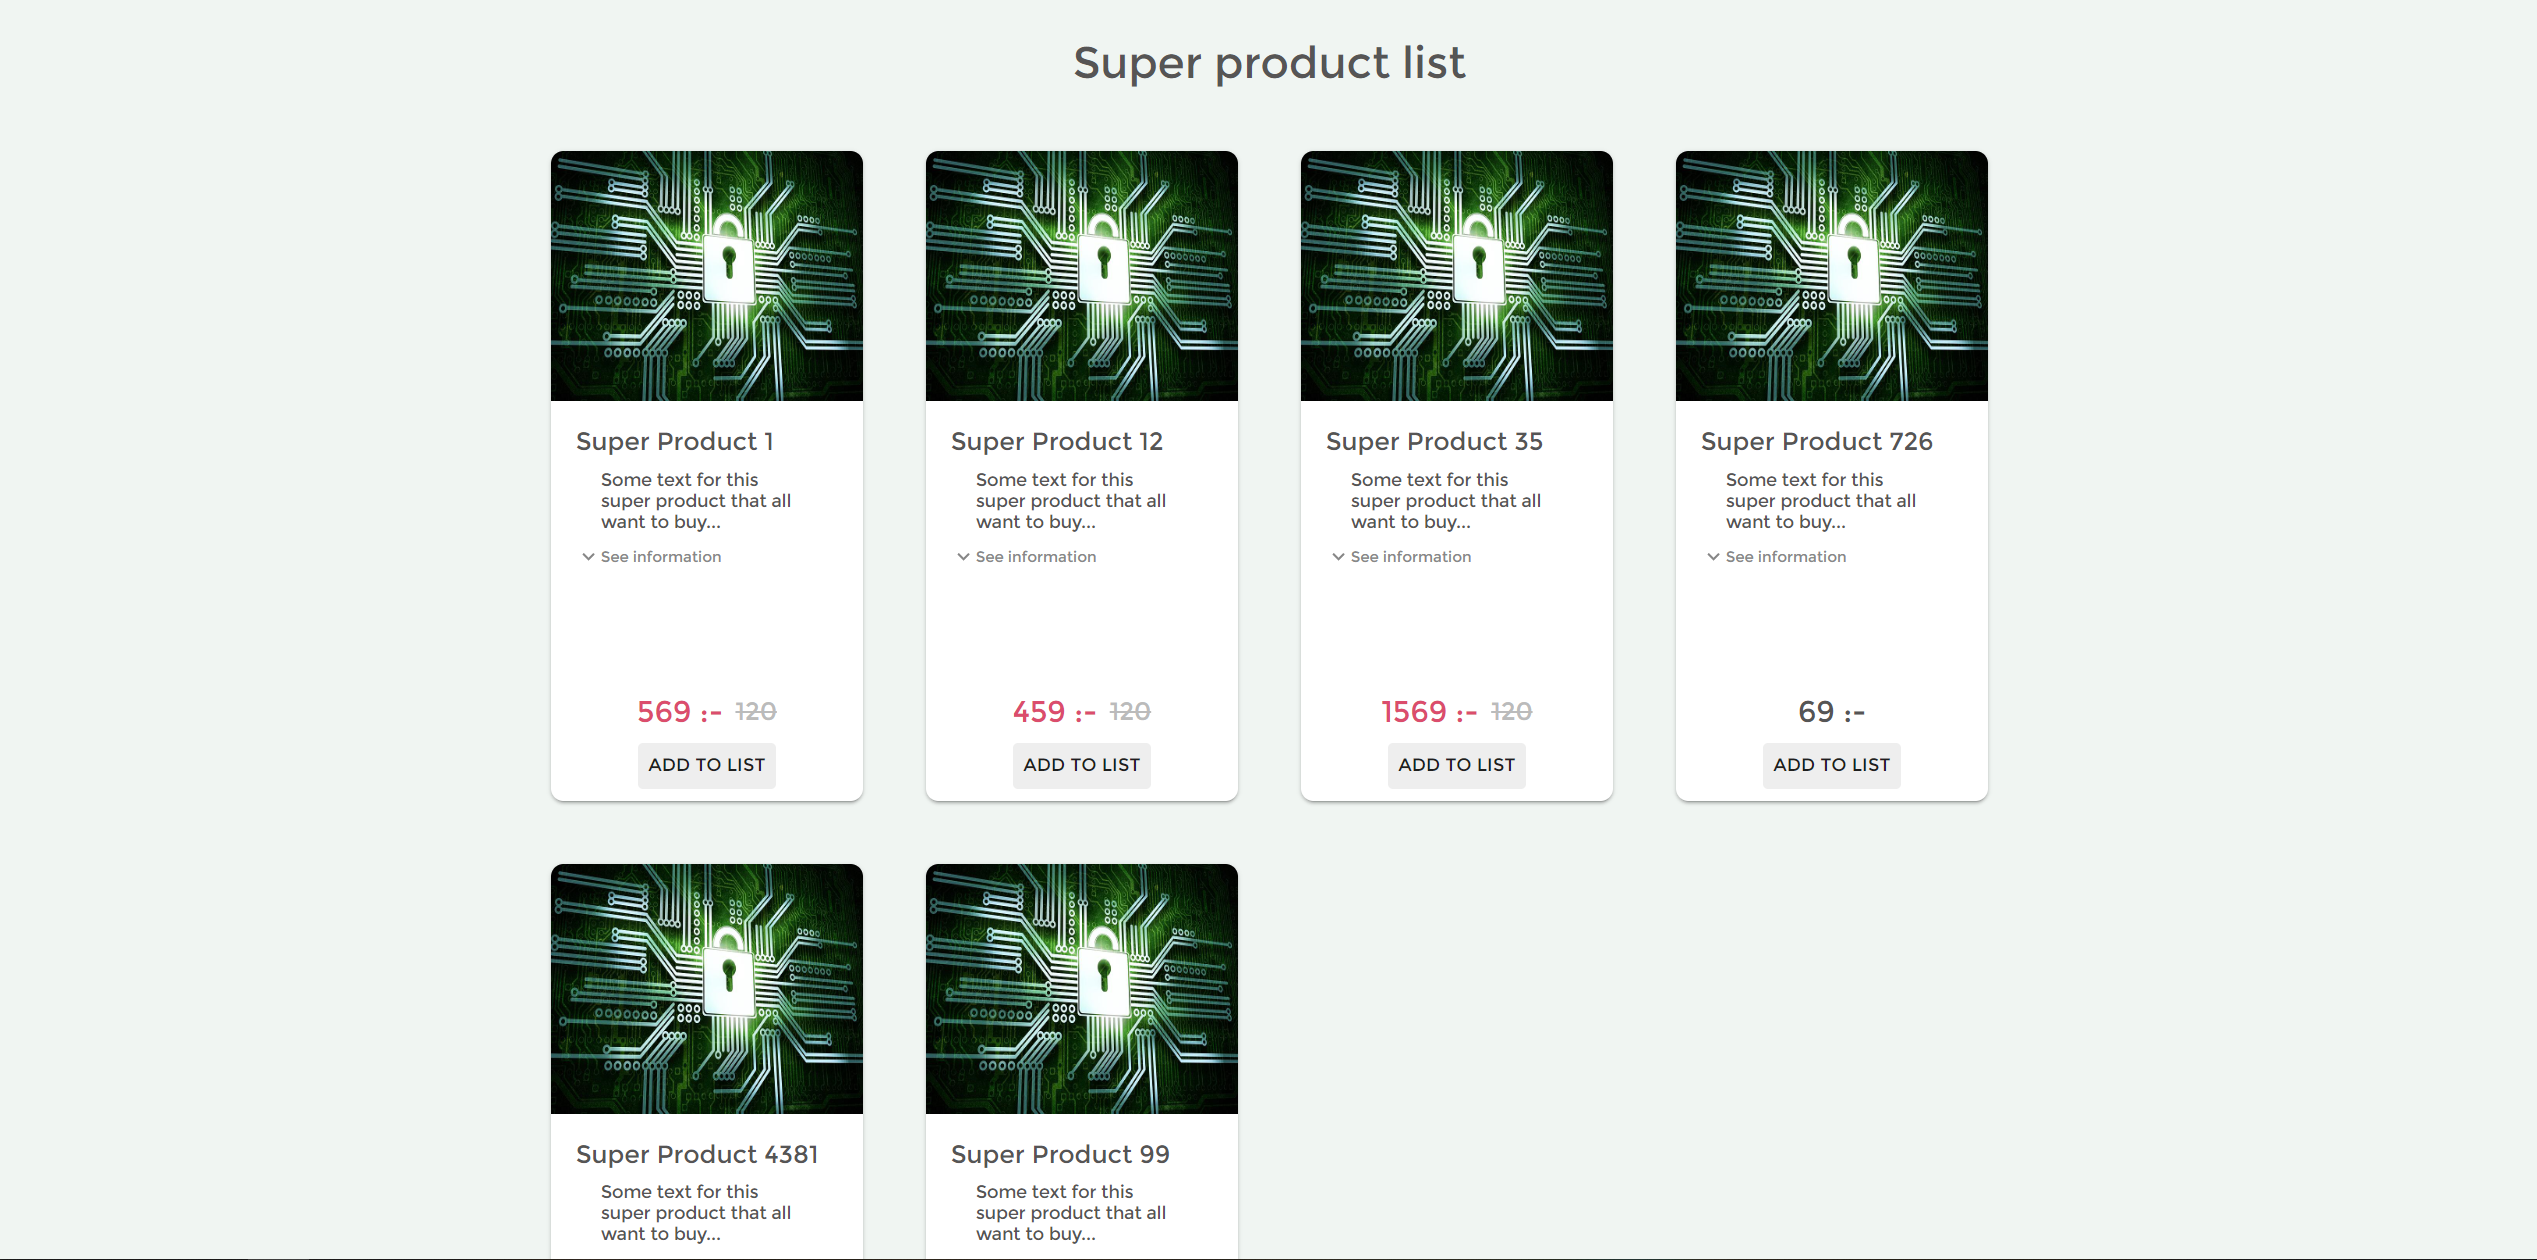 Super product list
Super Product 1
Some text for this
super product that all
want to buy...
See information
569 :- 120
ADD TO LIST
Super Product 12
Some text for this
super product that all
want to buy...
See information
459 :- 120
ADD TO LIST
Super Product 35
Some text for this
super product that all
want to buy...
See information
1569 :- 120
ADD TO LIST
Super Product 726
Some text for this
super product that all
want to buy...
See information
69 :-
ADD TO LIST
Super Product 4381
Some text for this
super product that all
want to buy...
Super Product 99
Some text for this
super product that all
want to buy...